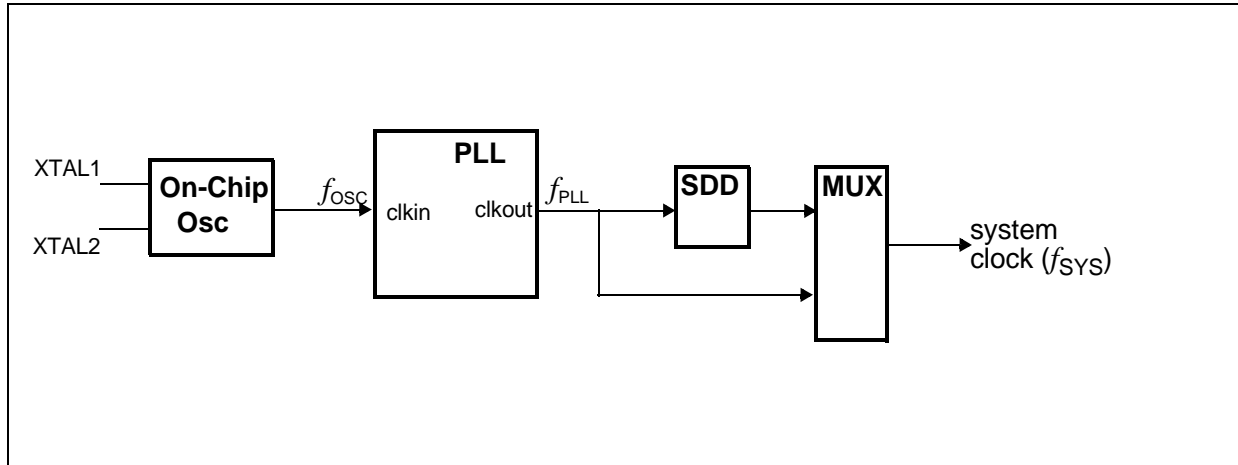 XTAL1
XTAL2
On-Chip
Osc
fOSC
PLL
clkin
clkout
fPLL
SDD
MUX
system
clock (fSYS)